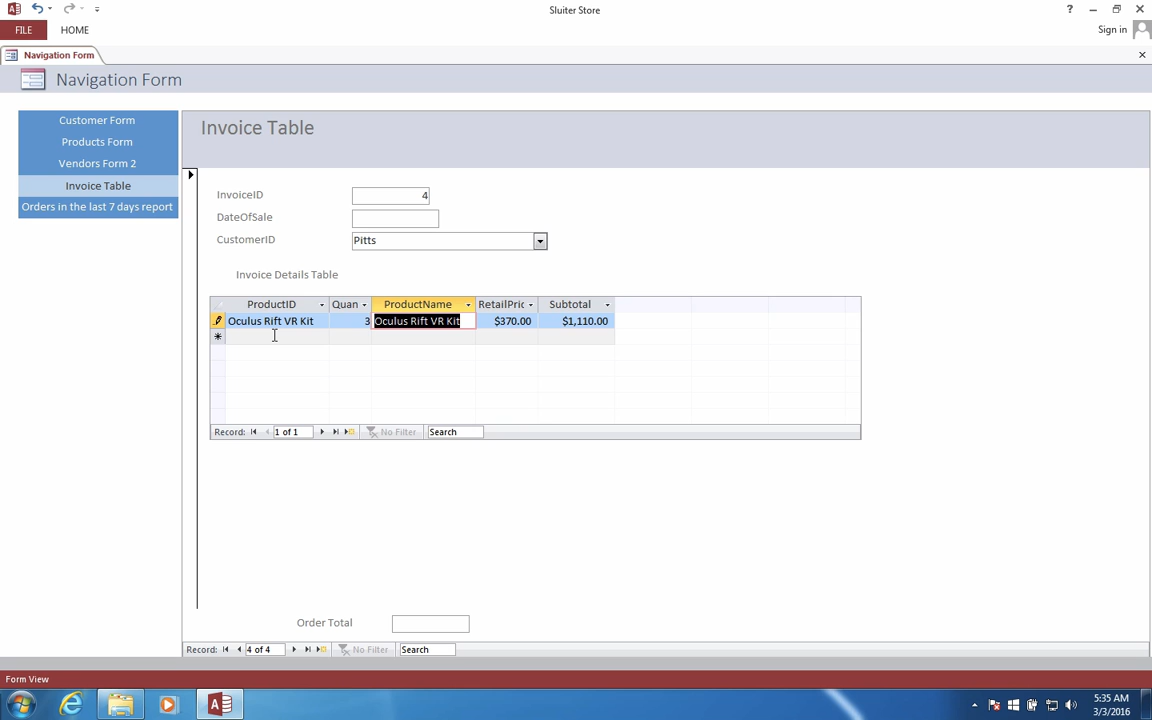 Sluiter Store
?
FILE
HOME
Sign in
Navigation Form
Navigation Form
Customer Form
Products Form
Vendors Form 2
Invoice Table
Orders in the last 7 days report
Invoice Table
InvoiceID
4
DateOfSale
CustomerID
Pitts
Invoice Details Table
ProductID
Quan
ProductName
RetailPric
Subtotal
Oculus Rift VR Kit
3
Oculus Rift VR Kit
$370.00
$1,110.00
Record:
1 of 1
No Filter
Search
Order Total
Record:
4 of 4
No Filter
Search
Form View
5:35 AM
3/3/2016